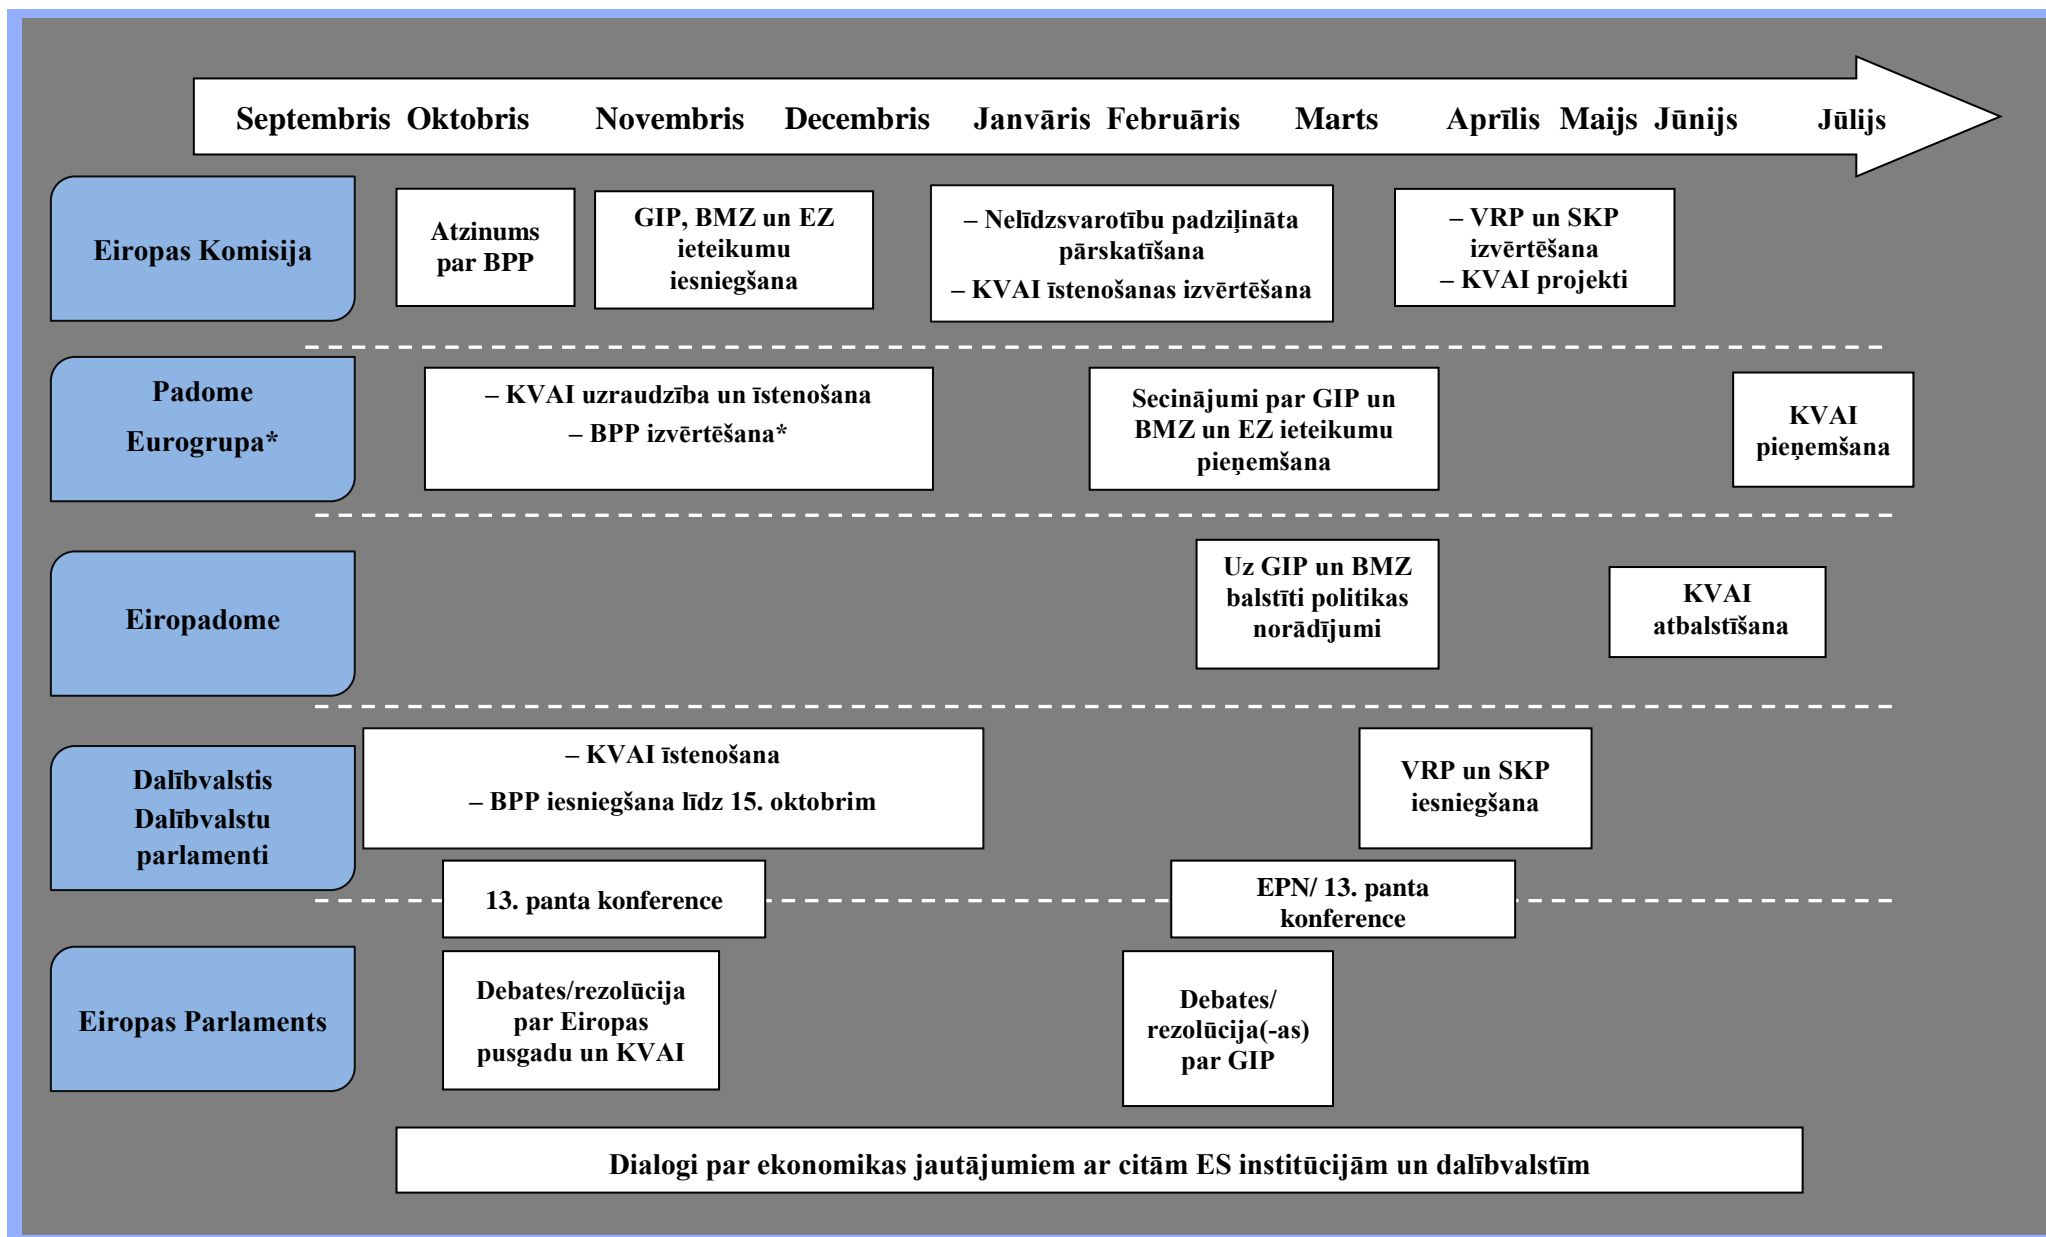 Septembris Oktobris Novembris Decembris Janvāris Februāris Marts Aprīlis Maijs Jūnijs Jūlijs
Eiropas Komisija
Atzinums
par BPP
GIP, BMZ un EZ
ieteikumu
iesniegšana
– Nelīdzsvarotību padziļināta
pārskatīšana
– KVAI īstenošanas izvērtēšana
– VRP un SKP
izvērtēšana
– KVAI projekti
Padome
Eurogrupa*
– KVAI uzraudzība un īstenošana
– BPP izvērtēšana*
Secinājumi par GIP un
BMZ un EZ ieteikumu
pieņemšana
KVAI
pieņemšana
Eiropadome
Uz GIP un BMZ
balstīti politikas
norādījumi
KVAI
atbalstīšana
Dalībvalstis
Dalībvalstu
parlamenti
– KVAI īstenošana
– BPP iesniegšana līdz 15. oktobrim
VRP un SKP
iesniegšana
13. panta konference
EPN/ 13. panta
konference
Eiropas Parlaments
Debates/rezolūcija
par Eiropas
pusgadu un KVAI
Debates/
rezolūcija(-as)
par GIP
Dialogi par ekonomikas jautājumiem ar citām ES institūcijām un dalībvalstīm